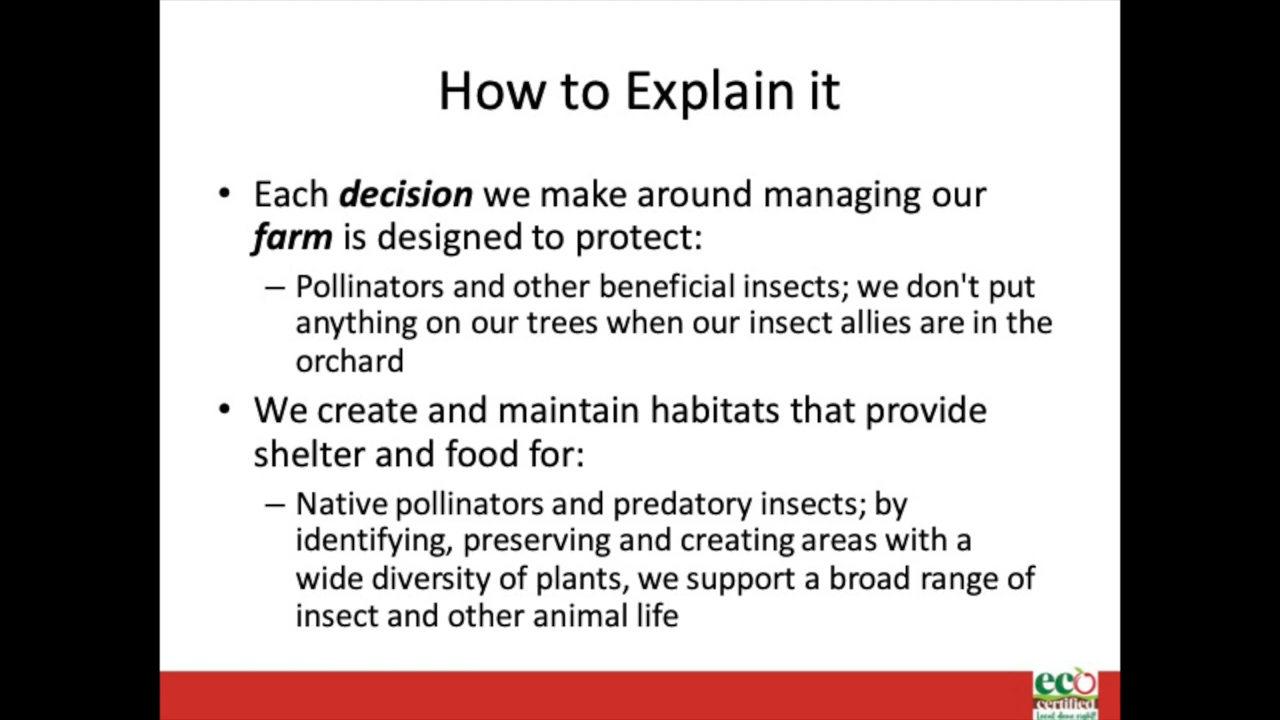 How to Explain it
• Each decision we make around managing our
farm is designed to protect:
– Pollinators and other beneficial insects; we don't put
anything on our trees when our insect allies are in the
orchard
• We create and maintain habitats that provide
shelter and food for:
– Native pollinators and predatory insects; by
identifying, preserving and creating areas with a
wide diversity of plants, we support a broad range of
insect and other animal life
eco
certified
Local done right!